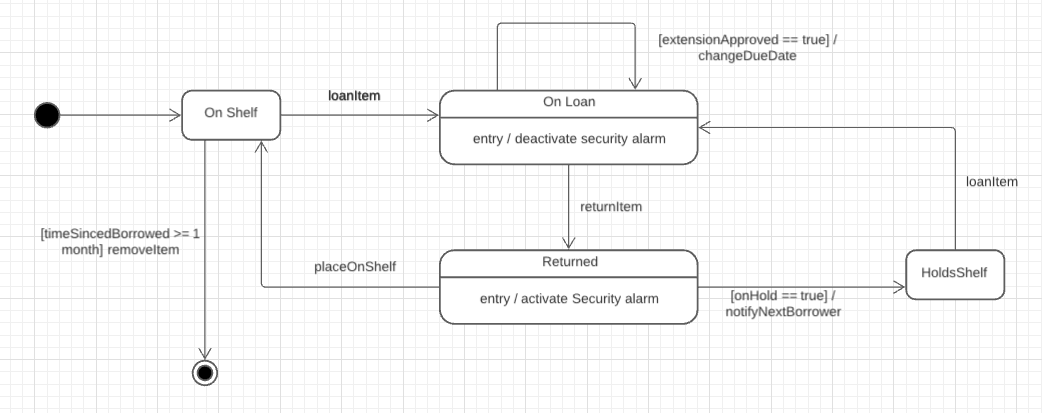 [extensionApproved == true] /
changeDueDate
loanItem
On Shelf
On Loan
entry / deactivate security alarm
loanItem
returnItem
[timeSincedBorrowed >= 1
month] removeItem
placeOnShelf
Returned
entry / activate Security alarm
HoldsShelf
[onHold == true] /
notifyNextBorrower